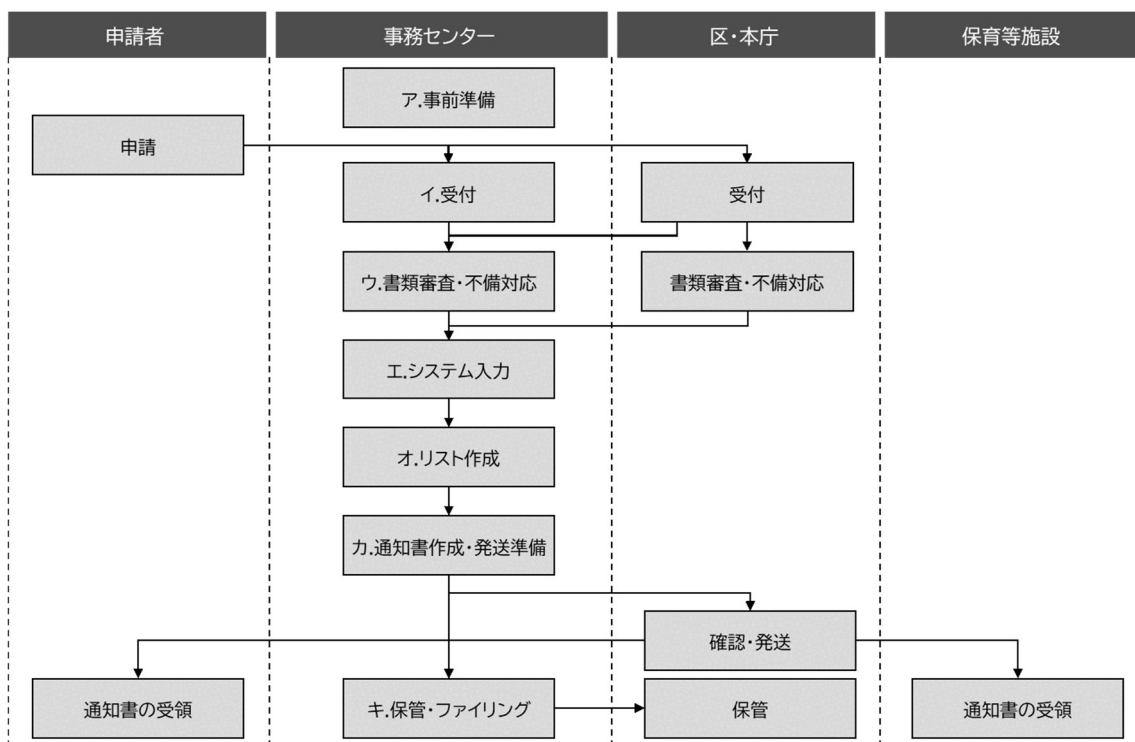 申請者
事務センター
区・本庁
保育等施設
ア.事前準備
申請
イ.受付
受付
ウ.書類審査・不備対応
書類審査・不備対応
エ.システム入力
オ.リスト作成
カ.通知書作成・発送準備
確認・発送
通知書の受領
キ.保管・ファイリング
保管
通知書の受領